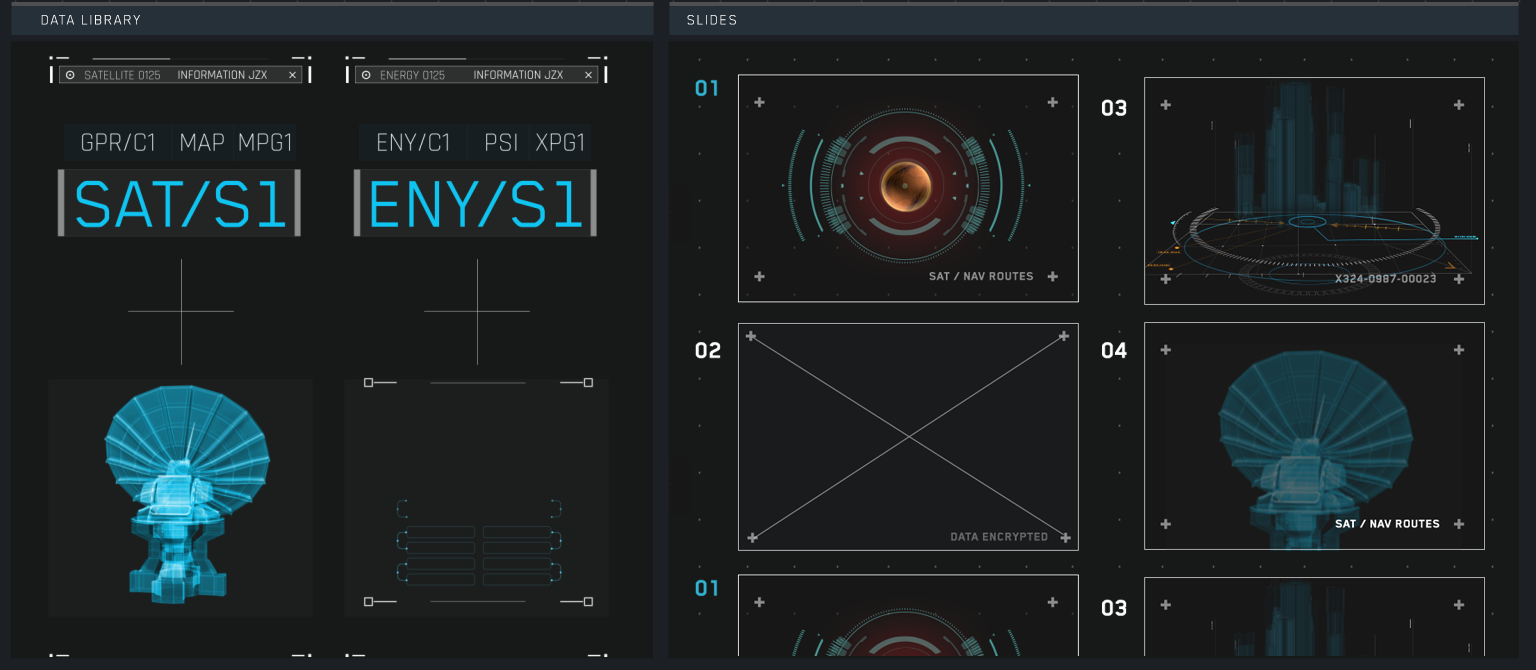 DATA LIBRARY
SATELLITE 0125 INFORMATION JZX
GPR/C1 MAP MPG1
SAT/S1
ENERGY 0125 INFORMATION JZX
ENY/C1 PSI XPG1
ENY/S1
SLIDES
01
SAT / NAV ROUTES
03
X324-0987-00023
02
DATA ENCRYPTED
04
SAT / NAV ROUTES
01
03